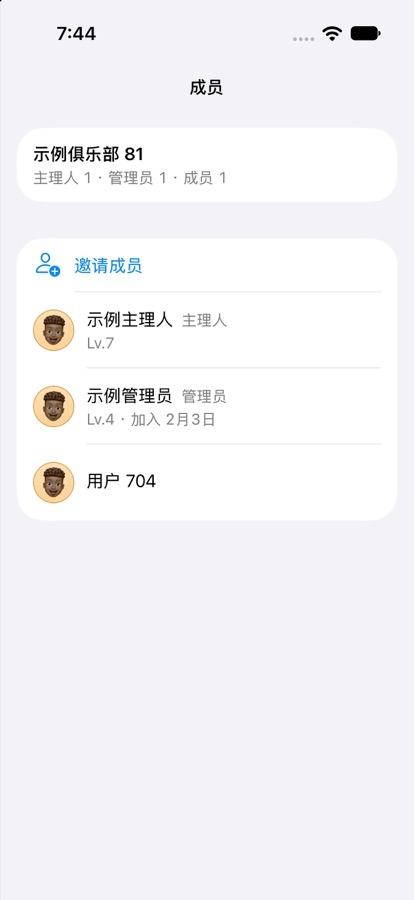 7:44
成员
示例俱乐部 81
主理人 1 · 管理员 1 · 成员 1
邀请成员
示例主理人 主理人
Lv.7
示例管理员 管理员
Lv.4 · 加入 2月3日
用户 704